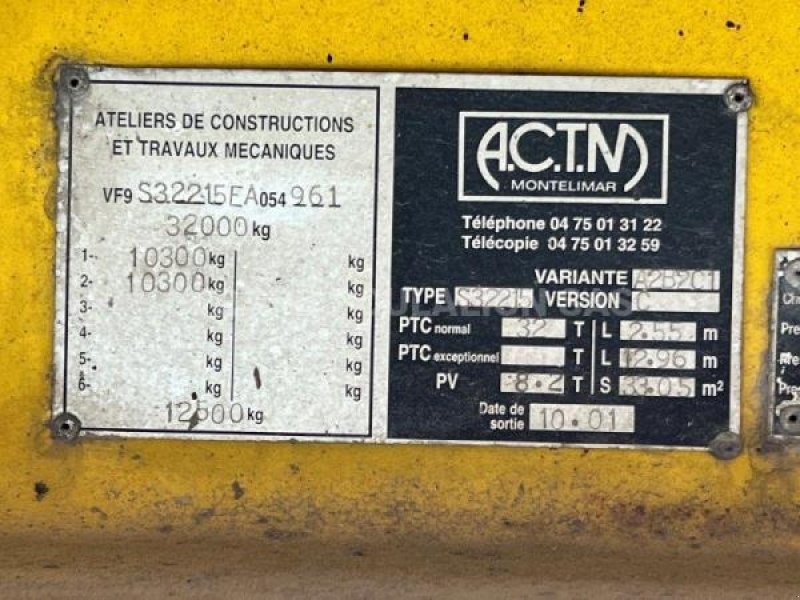 ATELIERS DE CONSTRUCTIONS
ET TRAVAUX MECANIQUES
VF9 S32215EA054961
32000 kg
1- 10300 kg kg
2- 10300 kg kg
3- kg kg
4- kg kg
5- kg kg
6- kg kg
12600 kg
A.C.T.M
MONTELIMAR
Téléphone 04 75 01 31 22
Télécopie 04 75 01 32 59
VARIANTE A2B2C1
TYPE S32215 VERSION C
PTC normal 32 T L 2.55 m
PTC exceptionnel T L 12.96 m
PV 8.2 T S 33.05 m²
Date de
sortie 10.01